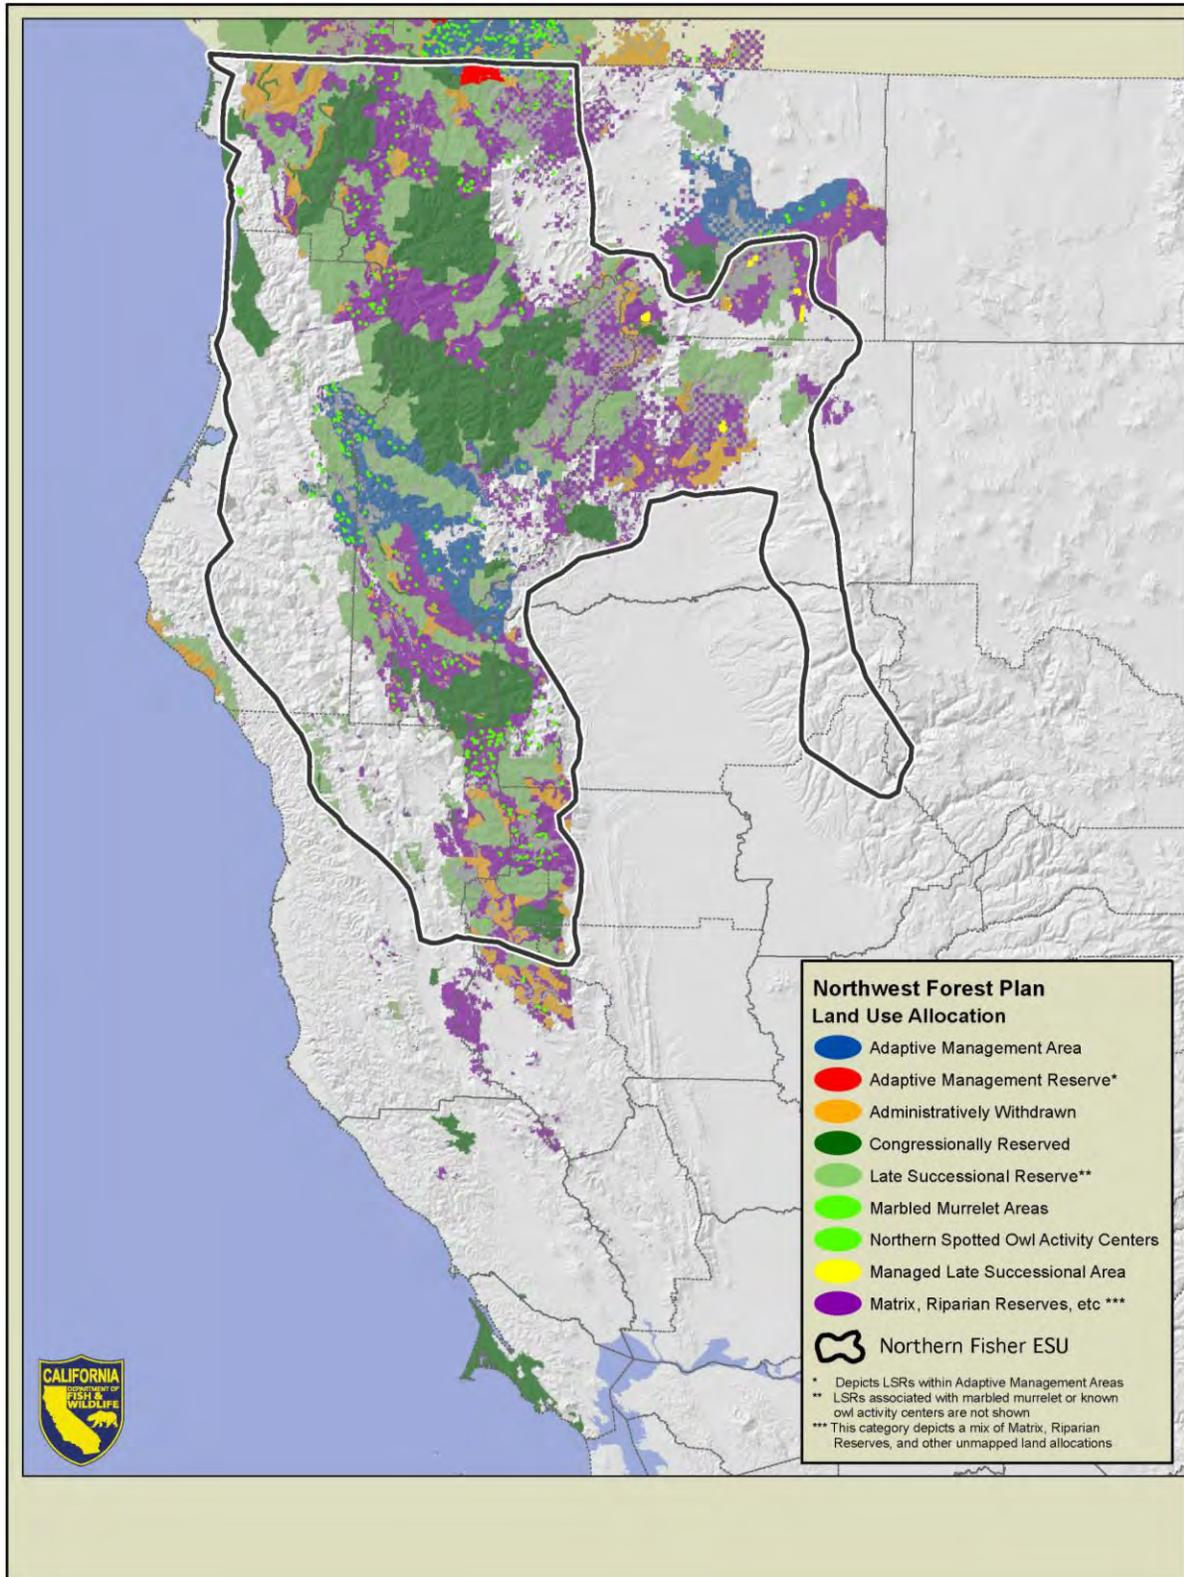 Northwest Forest Plan
Land Use Allocation
Adaptive Management Area
Adaptive Management Reserve*
Administratively Withdrawn
Congressionally Reserved
Late Successional Reserve**
Marbled Murrelet Areas
Northern Spotted Owl Activity Centers
Managed Late Successional Area
Matrix, Riparian Reserves, etc ***
Northern Fisher ESU
* Depicts LSRs within Adaptive Management Areas
** LSRs associated with marbled murrelet or known
owl activity centers are not shown
*** This category depicts a mix of Matrix, Riparian
Reserves, and other unmapped land allocations
CALIFORNIA
DEPARTMENT OF
FISH &
WILDLIFE